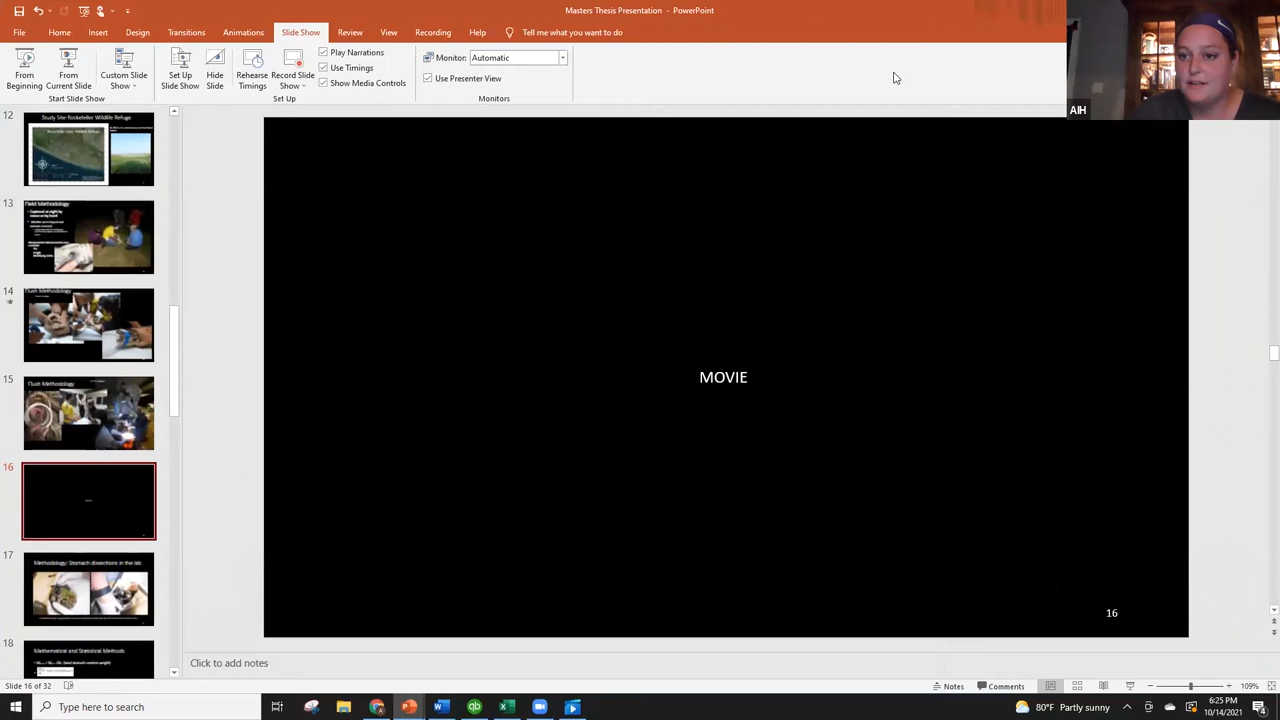 Masters Thesis Presentation - PowerPoint
File Home Insert Design Transitions Animations Slide Show Review View Recording Help Tell me what you want to do
From Beginning
From Current Slide
Custom Slide Show
Start Slide Show
Set Up Slide Show
Hide Slide
Rehearse Timings
Record Slide Show
Play Narrations
Use Timings
Show Media Controls
Set Up
Monitor: Automatic
Use Presenter View
Monitors
AIH
12
Study Site-Rockefeller Wildlife Refuge
13
Field Methodology
14
Flush Methodology
15
Flush Methodology
16
17
Methodology: Stomach dissections in the lab
18
Mathematical and Statistical Methods
MOVIE
16
Click to add notes
Slide 16 of 32
Notes
Comments
109%
Type here to search
80°F Partly sunny
6:25 PM
10/14/2021
4